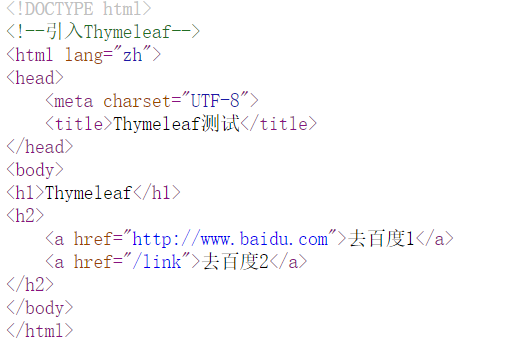 <!DOCTYPE html>
<!--引入Thymeleaf-->
<html lang="zh">
<head>
    <meta charset="UTF-8">
    <title>Thymeleaf测试</title>
</head>
<body>
<h1>Thymeleaf</h1>
<h2>
    <a href="http://www.baidu.com">去百度1</a>
    <a href="/link">去百度2</a>
</h2>
</body>
</html>